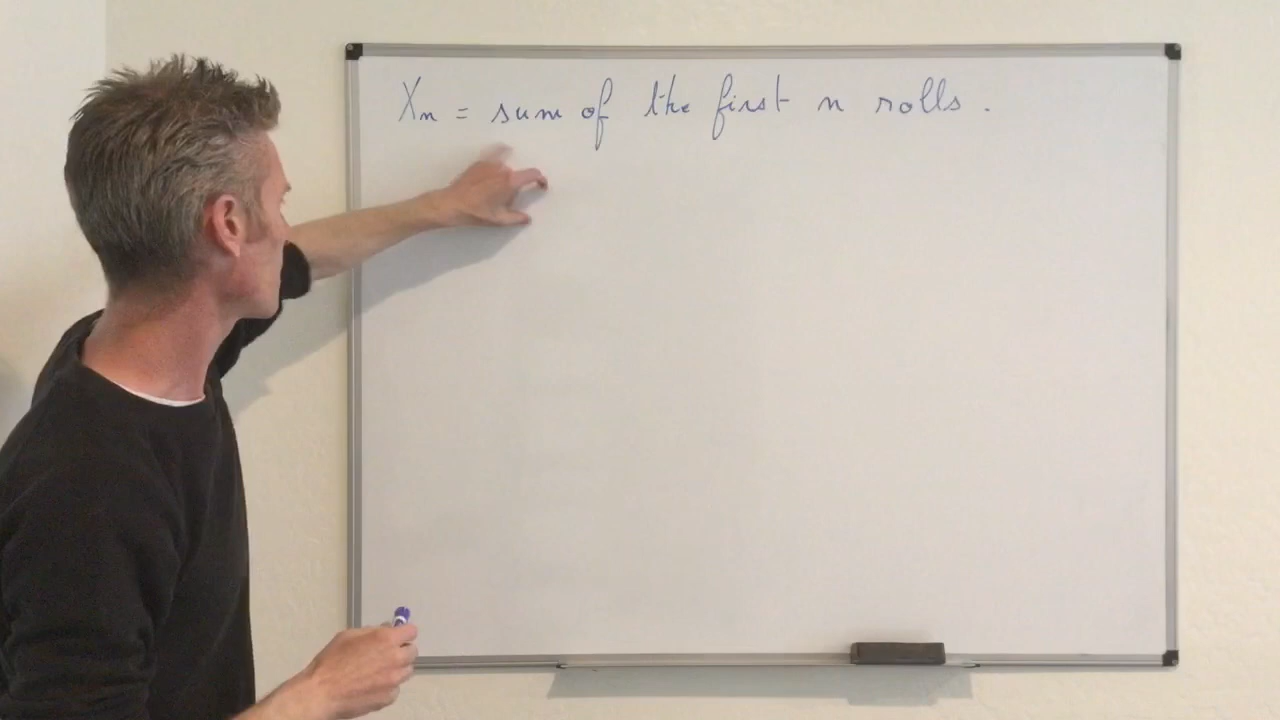 Xn = sum of the first n rolls.